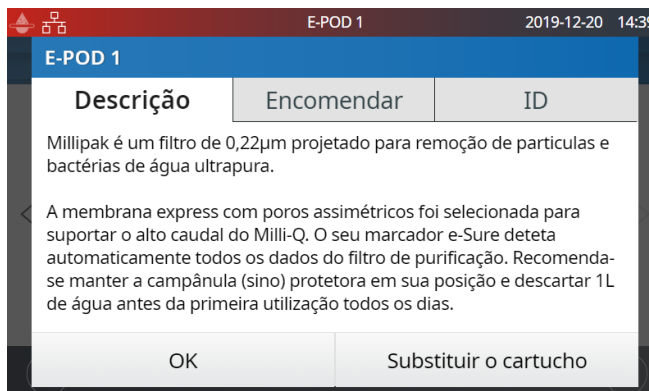 E-POD 1 2019-12-20 14:39
E-POD 1
Descrição Encomendar ID
Millipak é um filtro de 0,22µm projetado para remoção de particulas e
bactérias de água ultrapura.
A membrana express com poros assimétricos foi selecionada para
suportar o alto caudal do Milli-Q. O seu marcador e-Sure deteta
automaticamente todos os dados do filtro de purificação. Recomenda-
se manter a campânula (sino) protetora em sua posição e descartar 1L
de água antes da primeira utilização todos os dias.
OK Substituir o cartucho